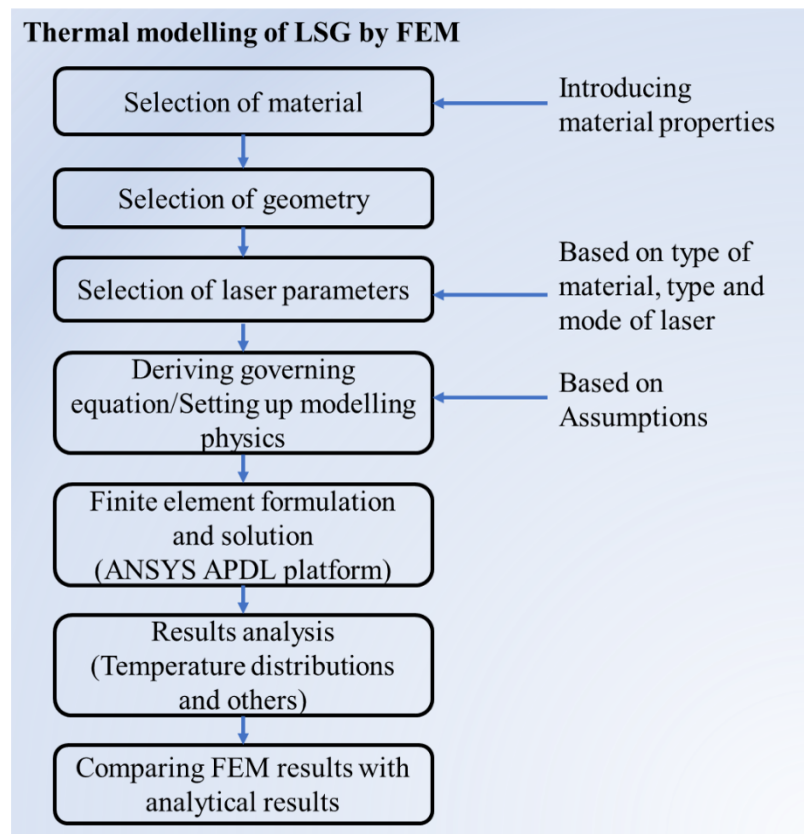 Thermal modelling of LSG by FEM
Selection of material
Introducing
material properties
Selection of geometry
Selection of laser parameters
Based on type of
material, type and
mode of laser
Deriving governing
equation/Setting up modelling
physics
Based on
Assumptions
Finite element formulation
and solution
(ANSYS APDL platform)
Results analysis
(Temperature distributions
and others)
Comparing FEM results with
analytical results